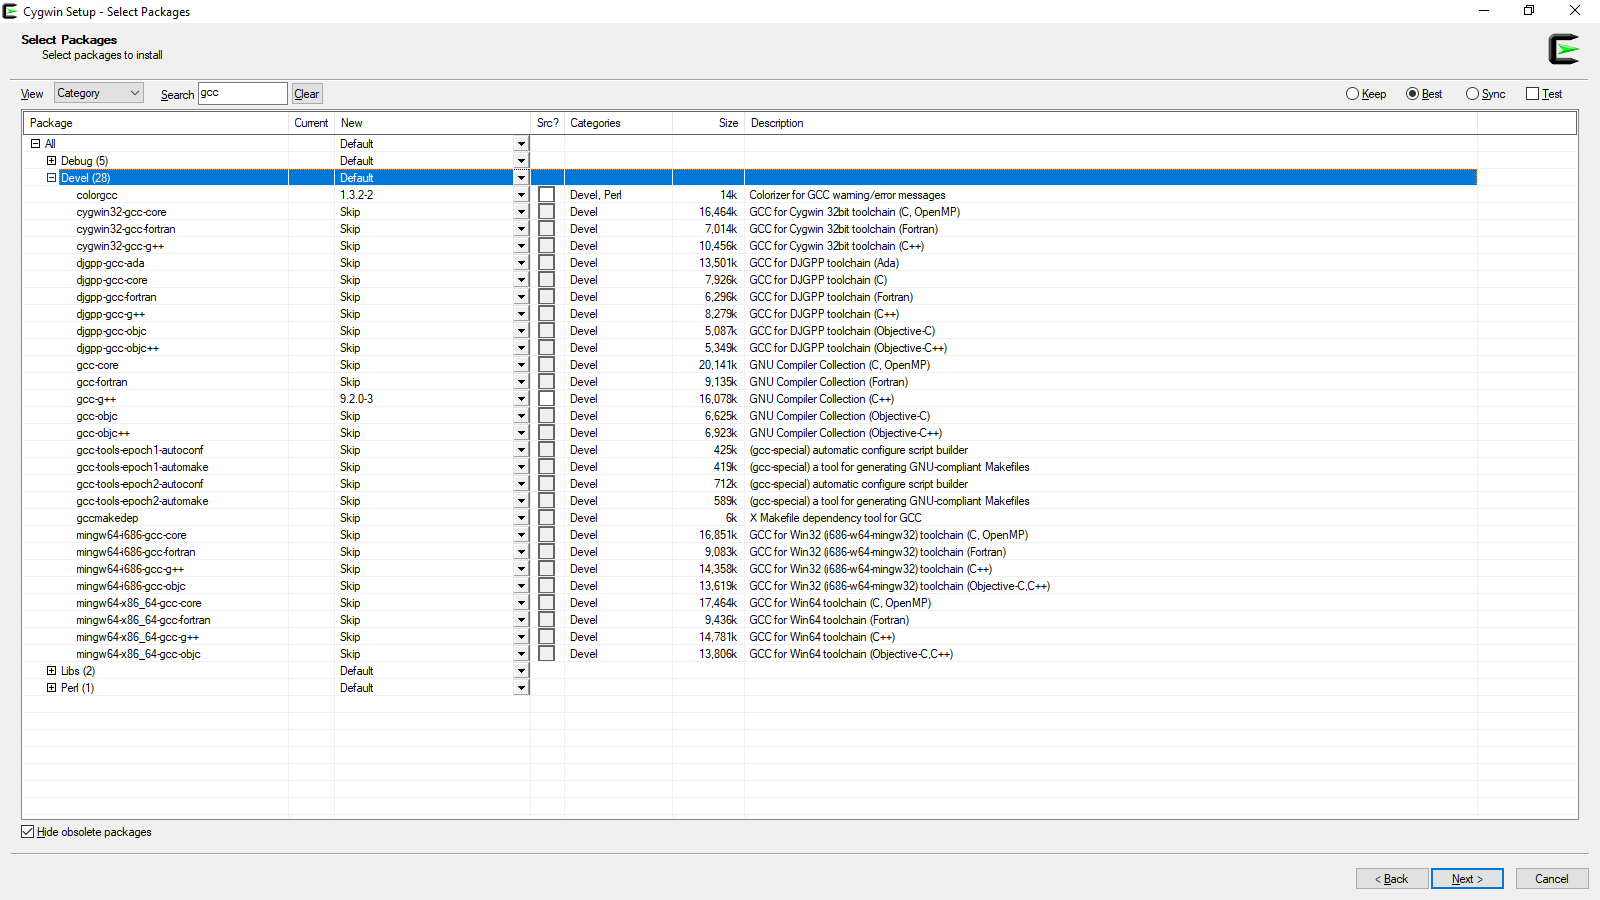 Cygwin Setup - Select Packages
Select Packages
Select packages to install
View Category Search gcc Clear Keep Best Sync Test
Package Current New Src? Categories Size Description
All Default
Debug (5) Default
Devel (28) Default
colorgcc 1.3.2-2 Devel, Perl 14k Colorizer for GCC warning/error messages
cygwin32-gcc-core Skip Devel 16,464k GCC for Cygwin 32bit toolchain (C, OpenMP)
cygwin32-gcc-fortran Skip Devel 7,014k GCC for Cygwin 32bit toolchain (Fortran)
cygwin32-gcc-g++ Skip Devel 10,456k GCC for Cygwin 32bit toolchain (C++)
djgpp-gcc-ada Skip Devel 13,501k GCC for DJGPP toolchain (Ada)
djgpp-gcc-core Skip Devel 7,926k GCC for DJGPP toolchain (C)
djgpp-gcc-fortran Skip Devel 6,296k GCC for DJGPP toolchain (Fortran)
djgpp-gcc-g++ Skip Devel 8,279k GCC for DJGPP toolchain (C++)
djgpp-gcc-objc Skip Devel 5,087k GCC for DJGPP toolchain (Objective-C)
djgpp-gcc-objc++ Skip Devel 5,349k GCC for DJGPP toolchain (Objective-C++)
gcc-core Skip Devel 20,141k GNU Compiler Collection (C, OpenMP)
gcc-fortran Skip Devel 9,135k GNU Compiler Collection (Fortran)
gcc-g++ 9.2.0-3 Devel 16,078k GNU Compiler Collection (C++)
gcc-objc Skip Devel 6,625k GNU Compiler Collection (Objective-C)
gcc-objc++ Skip Devel 6,923k GNU Compiler Collection (Objective-C++)
gcc-tools-epoch1-autoconf Skip Devel 425k (gcc-special) automatic configure script builder
gcc-tools-epoch1-automake Skip Devel 419k (gcc-special) a tool for generating GNU-compliant Makefiles
gcc-tools-epoch2-autoconf Skip Devel 712k (gcc-special) automatic configure script builder
gcc-tools-epoch2-automake Skip Devel 589k (gcc-special) a tool for generating GNU-compliant Makefiles
gccmakedep Skip Devel 6k X Makefile dependency tool for GCC
mingw64-i686-gcc-core Skip Devel 16,851k GCC for Win32 (i686-w64-mingw32) toolchain (C, OpenMP)
mingw64-i686-gcc-fortran Skip Devel 9,083k GCC for Win32 (i686-w64-mingw32) toolchain (Fortran)
mingw64-i686-gcc-g++ Skip Devel 14,358k GCC for Win32 (i686-w64-mingw32) toolchain (C++)
mingw64-i686-gcc-objc Skip Devel 13,619k GCC for Win32 (i686-w64-mingw32) toolchain (Objective-C,C++)
mingw64-x86_64-gcc-core Skip Devel 17,464k GCC for Win64 toolchain (C, OpenMP)
mingw64-x86_64-gcc-fortran Skip Devel 9,436k GCC for Win64 toolchain (Fortran)
mingw64-x86_64-gcc-g++ Skip Devel 14,781k GCC for Win64 toolchain (C++)
mingw64-x86_64-gcc-objc Skip Devel 13,806k GCC for Win64 toolchain (Objective-C,C++)
Libs (2) Default
Perl (1) Default
Hide obsolete packages
< Back Next > Cancel